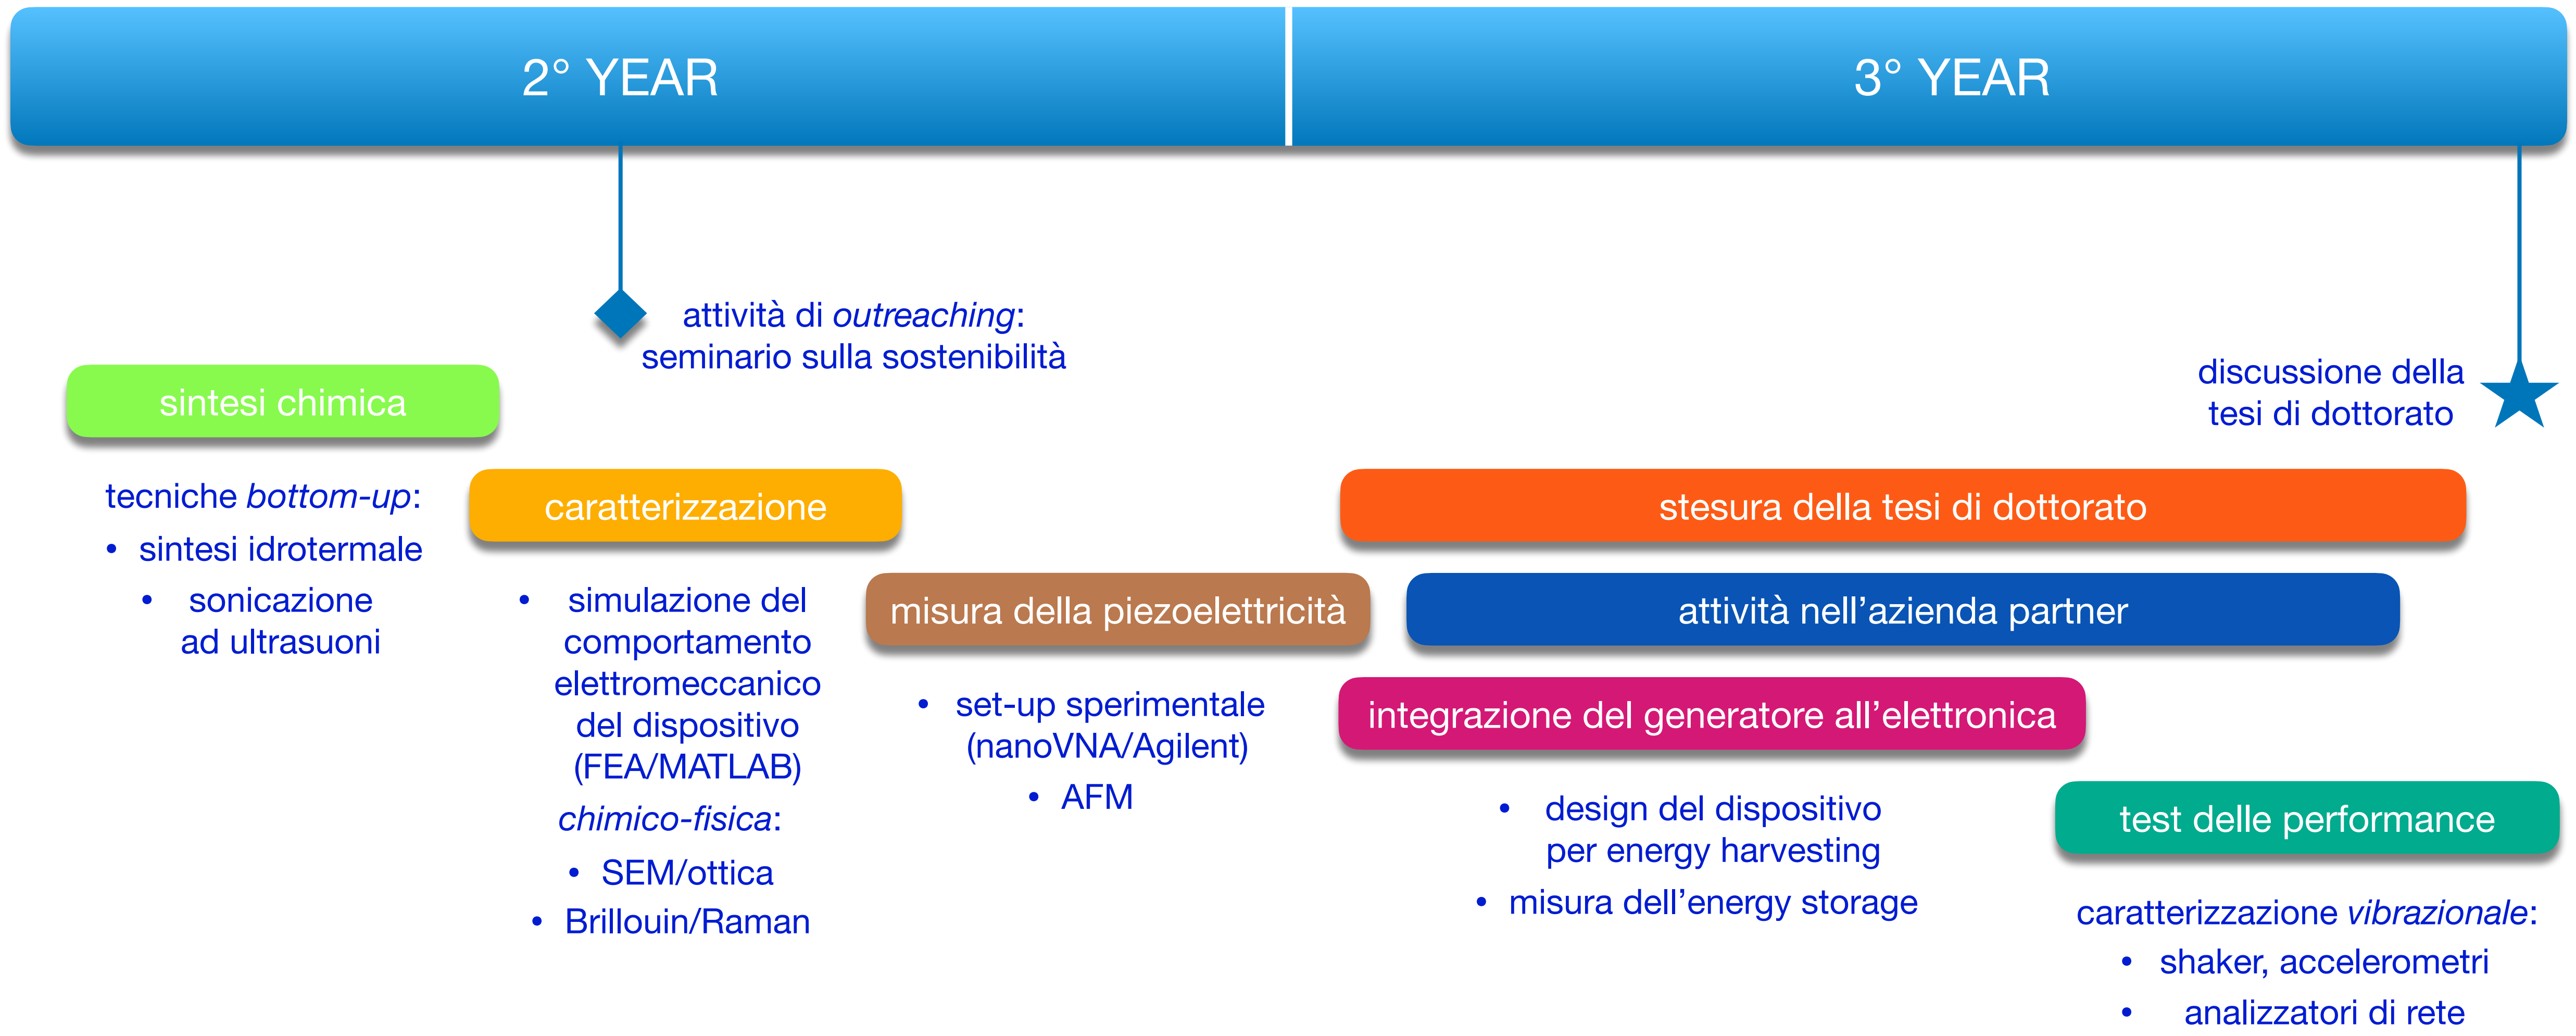 2° YEAR
3° YEAR
attività di outreaching:
seminario sulla sostenibilità
discussione della
tesi di dottorato
sintesi chimica
tecniche bottom-up:
• sintesi idrotermale
• sonicazione
ad ultrasuoni
caratterizzazione
• simulazione del
comportamento
elettromeccanico
del dispositivo
(FEA/MATLAB)
chimico-fisica:
• SEM/ottica
• Brillouin/Raman
misura della piezoelettricità
• set-up sperimentale
(nanoVNA/Agilent)
• AFM
stesura della tesi di dottorato
attività nell’azienda partner
integrazione del generatore all’elettronica
• design del dispositivo
per energy harvesting
• misura dell’energy storage
test delle performance
caratterizzazione vibrazionale:
• shaker, accelerometri
• analizzatori di rete